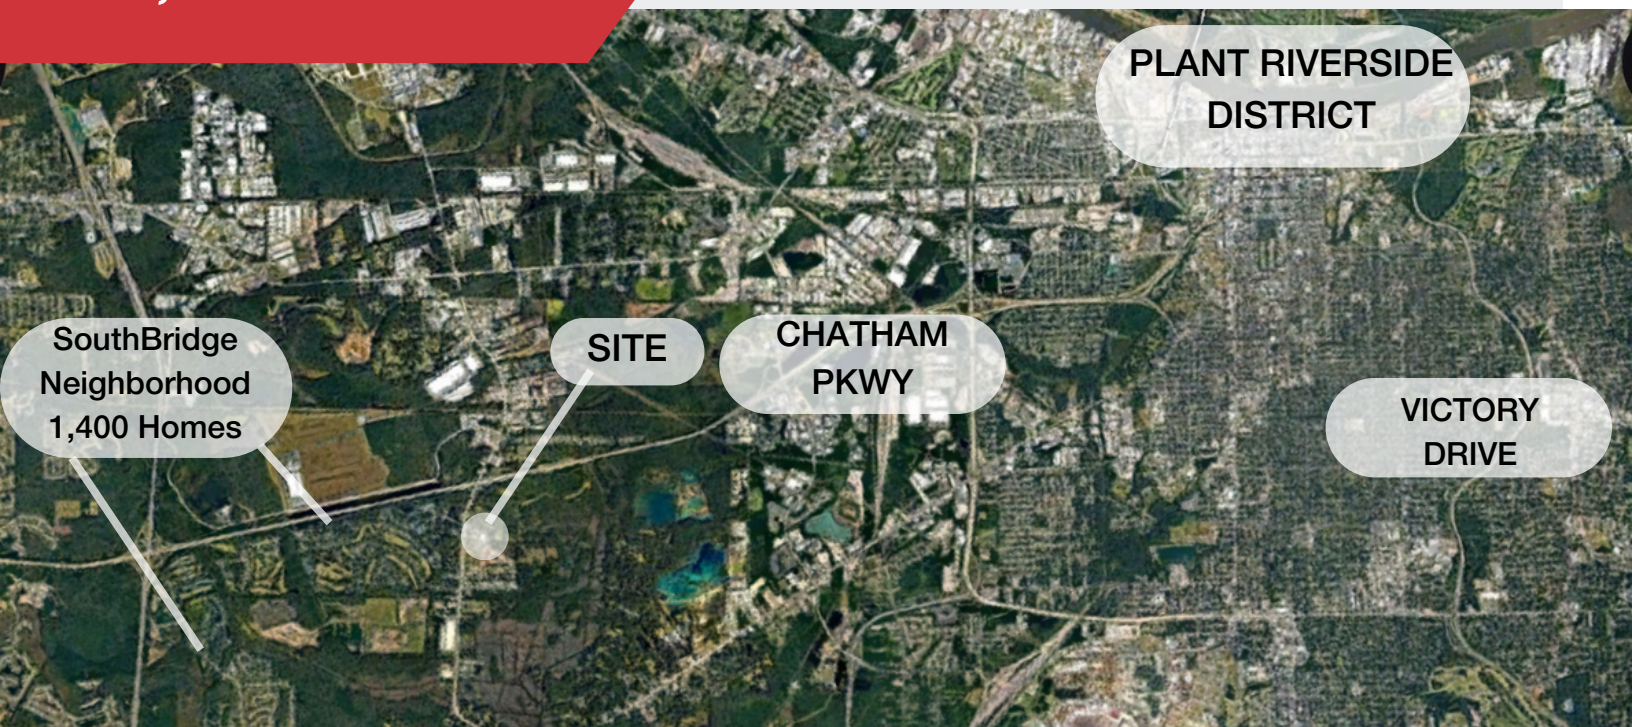 PLANT RIVERSIDE
DISTRICT
SouthBridge
Neighborhood
1,400 Homes
SITE
CHATHAM
PKWY
VICTORY
DRIVE